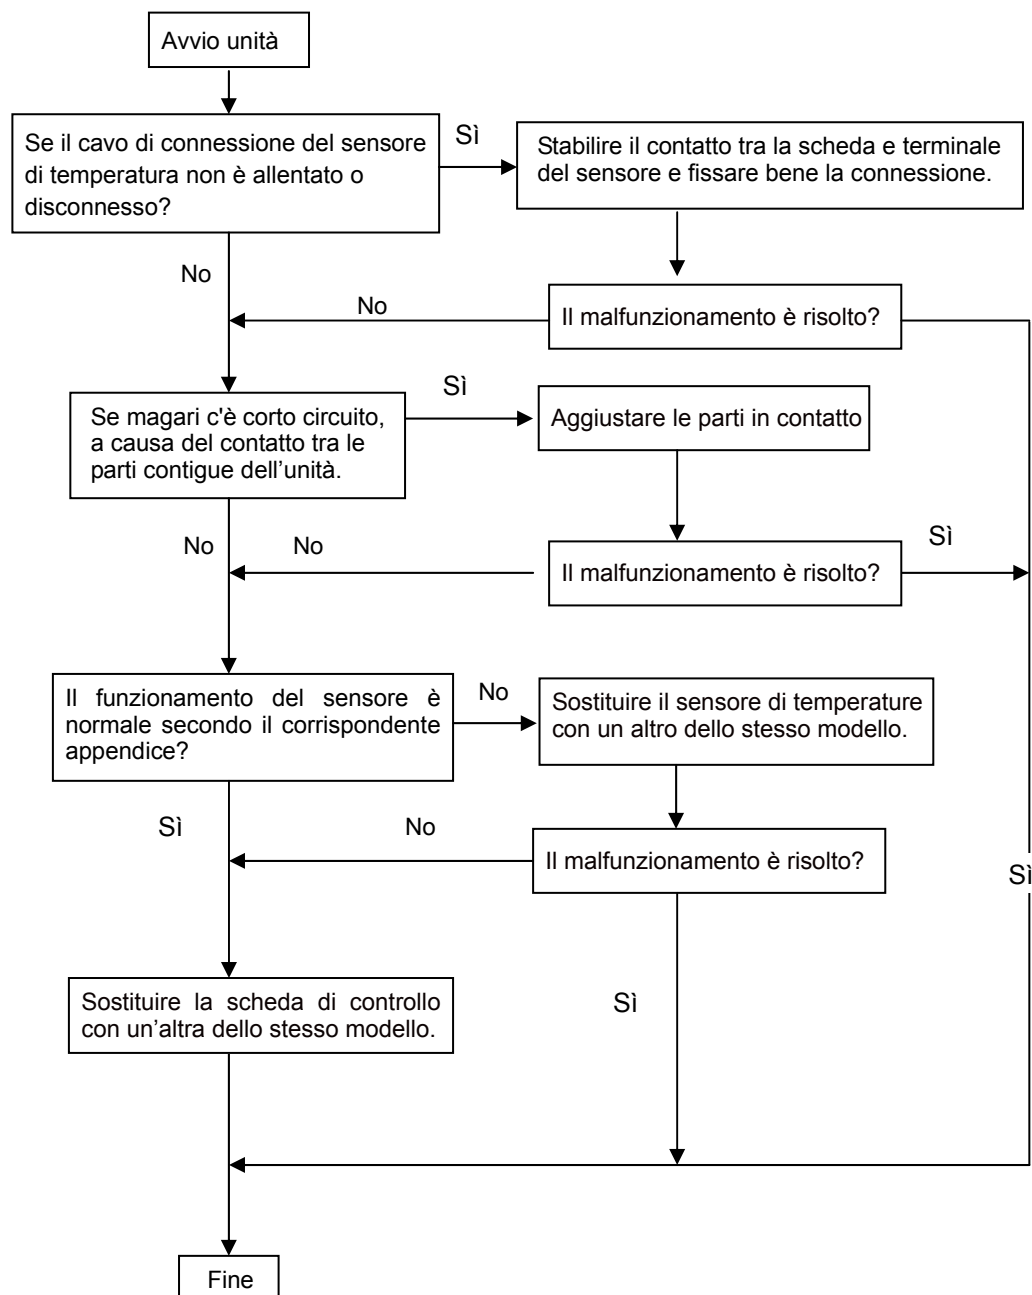 Avvio unità
Se il cavo di connessione del sensore
di temperatura non è allentato o
disconnesso?
Sì
Stabilire il contatto tra la scheda e terminale
del sensore e fissare bene la connessione.
No
No
Il malfunzionamento è risolto?
Se magari c'è corto circuito,
a causa del contatto tra le
parti contigue dell'unità.
Sì
Aggiustare le parti in contatto
No
No
Il malfunzionamento è risolto?
Sì
Il funzionamento del sensore è
normale secondo il corrispondente
appendice?
No
Sostituire il sensore di temperature
con un altro dello stesso modello.
Sì
No
Il malfunzionamento è risolto?
Sì
Sostituire la scheda di controllo
con un'altra dello stesso modello.
Sì
Fine